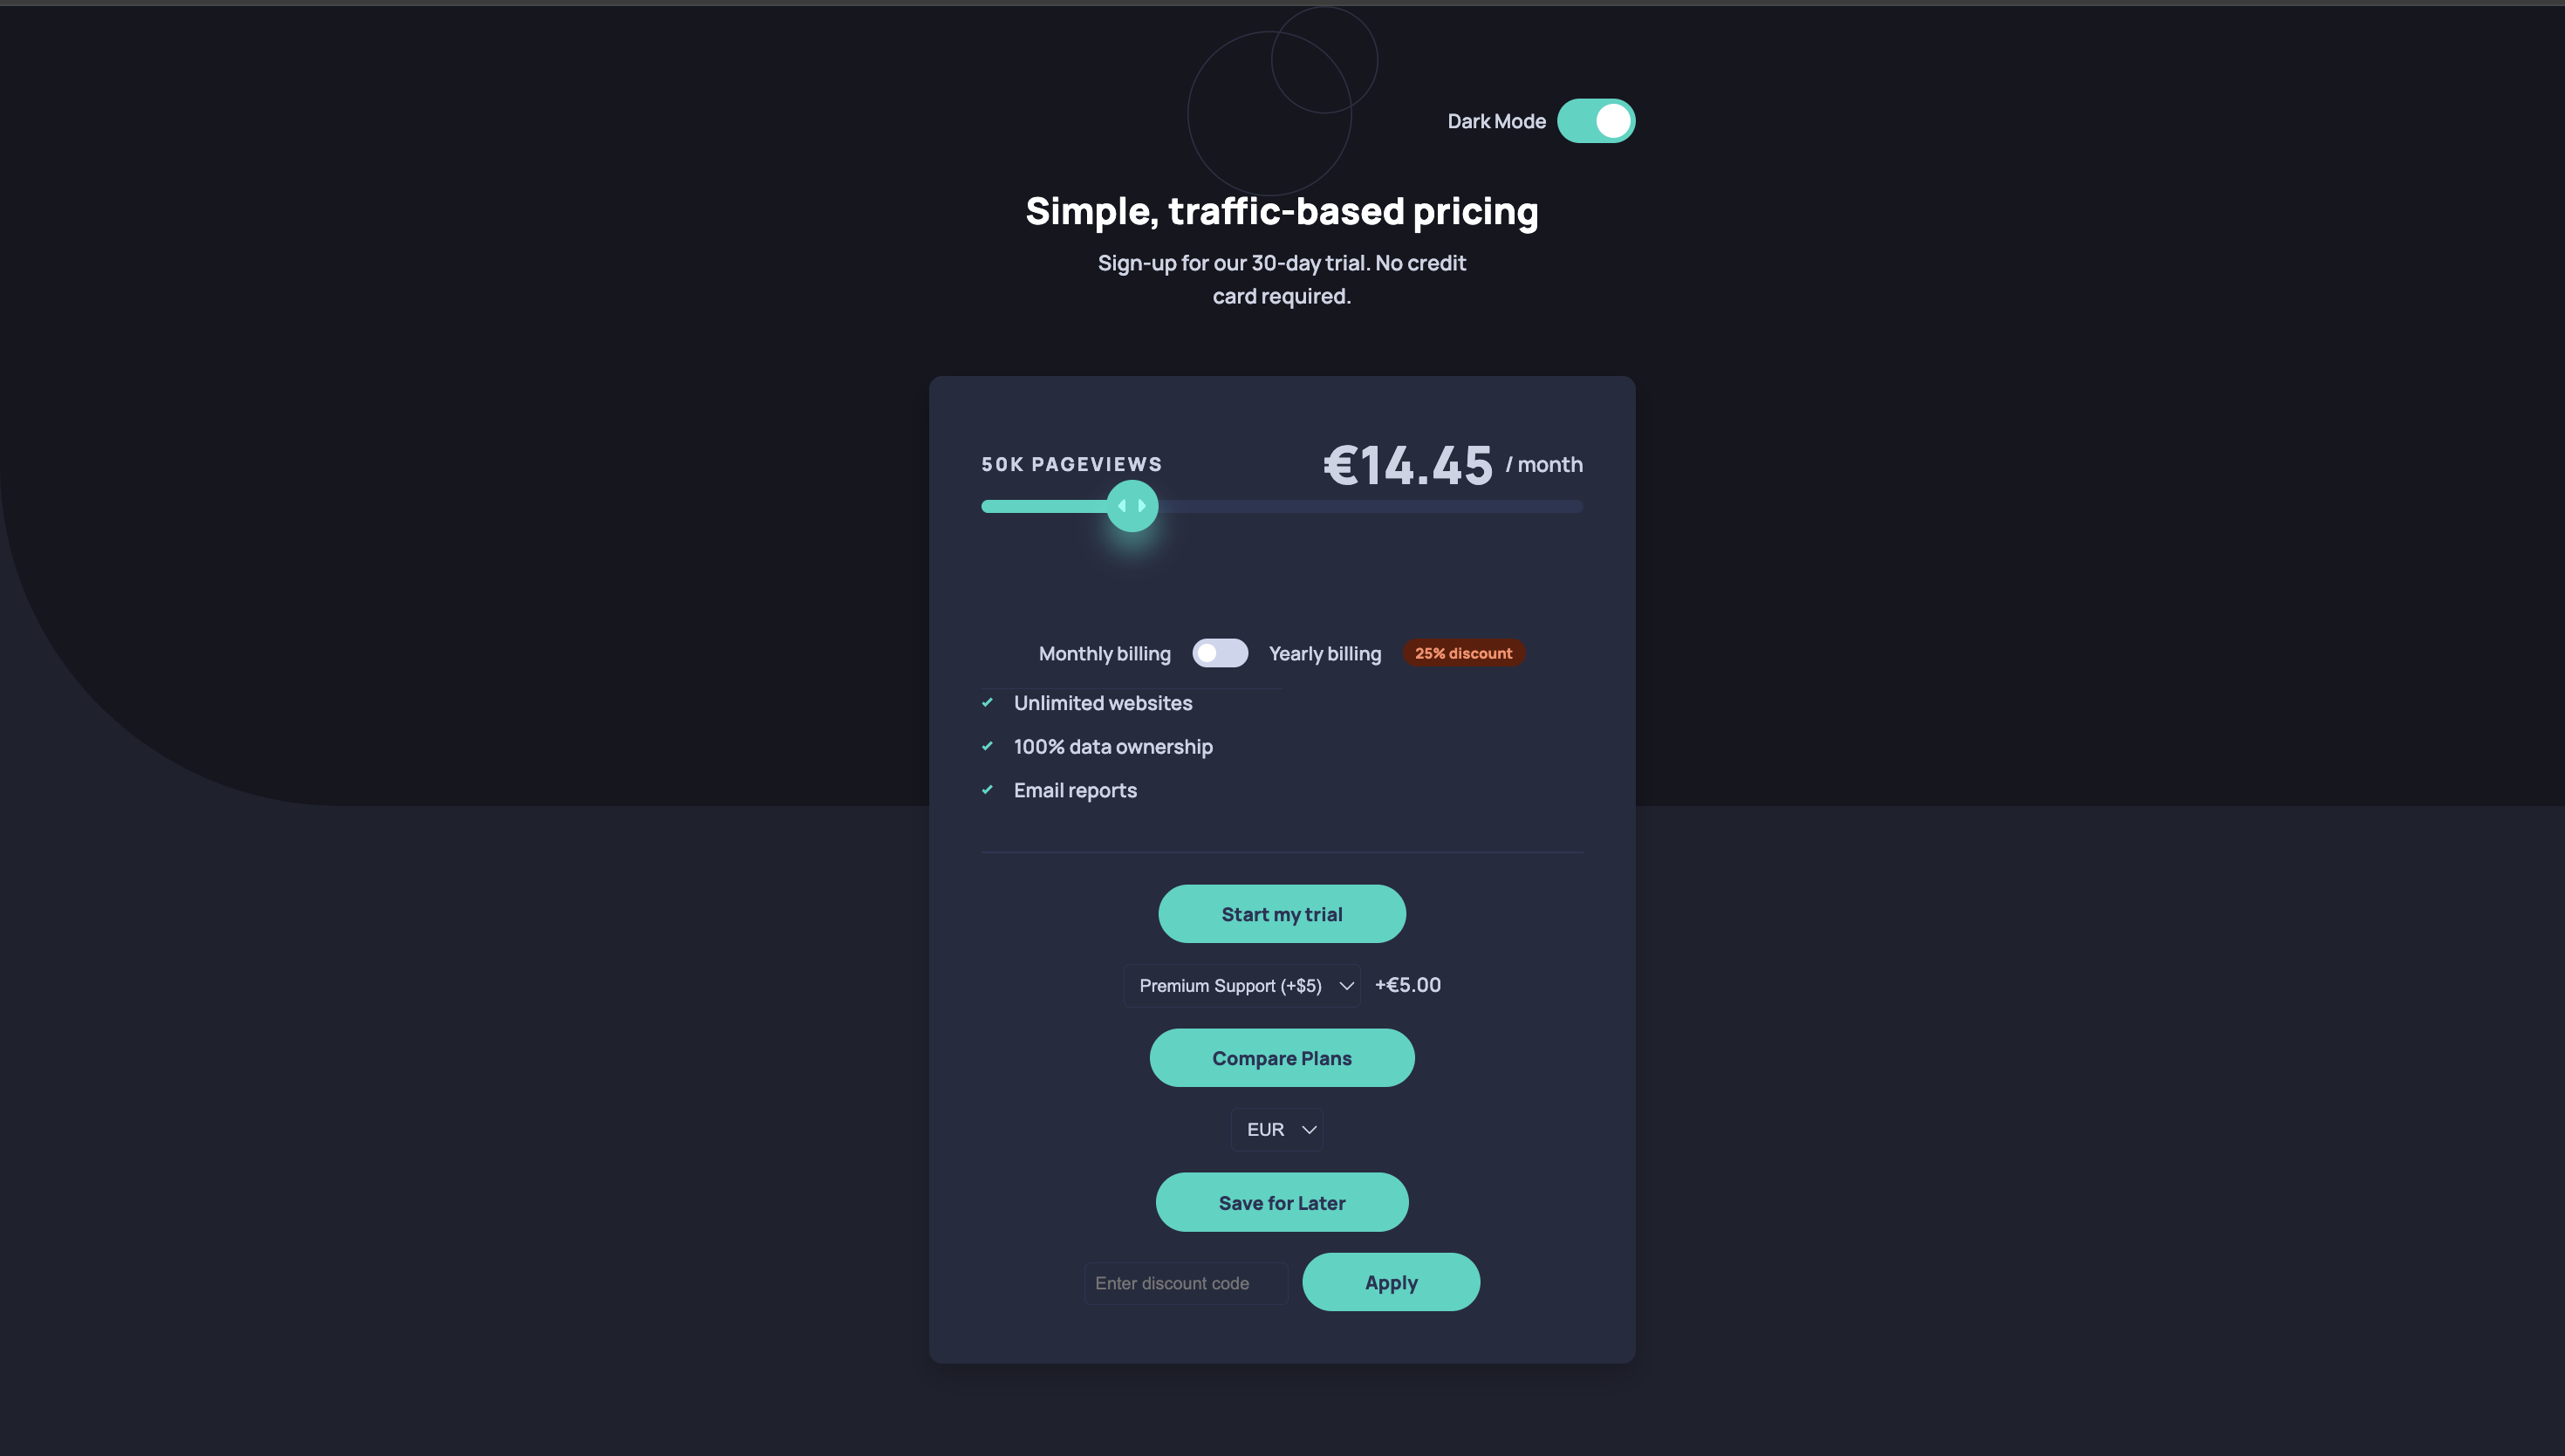 Dark Mode
Simple, traffic-based pricing
Sign-up for our 30-day trial. No credit
card required.
50K PAGEVIEWS
€14.45 / month
Monthly billing
Yearly billing
25% discount
Unlimited websites
100% data ownership
Email reports
Start my trial
Premium Support (+$5)
+€5.00
Compare Plans
EUR
Save for Later
Enter discount code
Apply